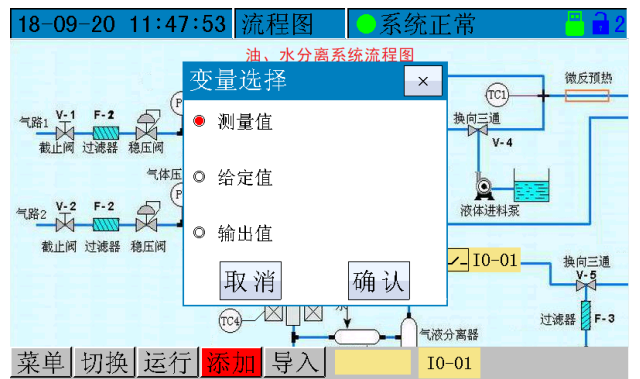 18-09-20 11:47:53 流程图 系统正常 2
油、水分离系统流程图
变量选择 ×
测量值
给定值
输出值
取消 确认
气路1 V-1 F-2
截止阀 过滤器 稳压阀
气体压
气路2 V-2 F-2
截止阀 过滤器 稳压阀
TC1 微反预热
换向三通
V-4
液体进料泵
I0-01
换向三通
V-5
过滤器 F-3
TC4
气液分离器
菜单 切换 运行 添加 导入 I0-01